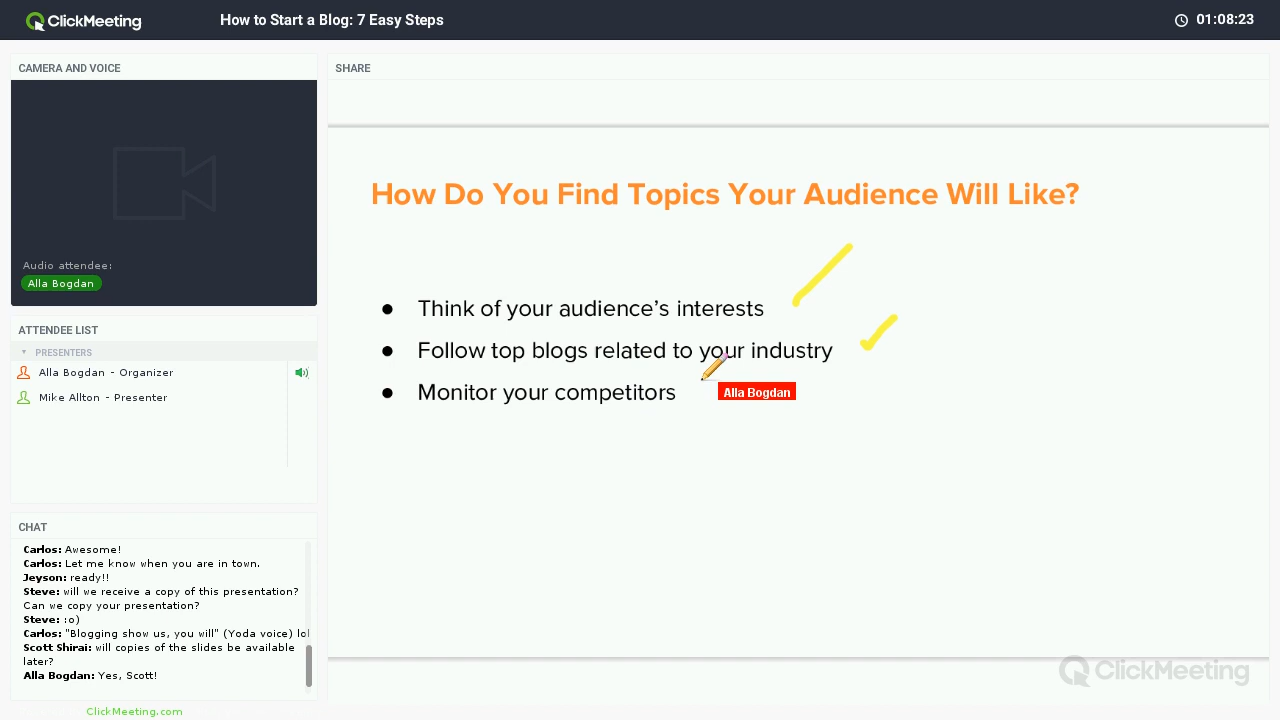 ClickMeeting
How to Start a Blog: 7 Easy Steps
01:08:23
CAMERA AND VOICE
Audio attendee:
Alla Bogdan
ATTENDEE LIST
PRESENTERS
Alla Bogdan - Organizer
Mike Allton - Presenter
CHAT
Carlos: Awesome!
Carlos: Let me know when you are in town.
Jeyson: ready!!
Steve: will we receive a copy of this presentation?
Can we copy your presentation?
Steve: :o)
Carlos: "Blogging show us, you will" (Yoda voice) lol
Scott Shirai: will copies of the slides be available
later?
Alla Bogdan: Yes, Scott!
ClickMeeting.com
SHARE
How Do You Find Topics Your Audience Will Like?
● Think of your audience’s interests
● Follow top blogs related to your industry
● Monitor your competitors
Alla Bogdan
ClickMeeting